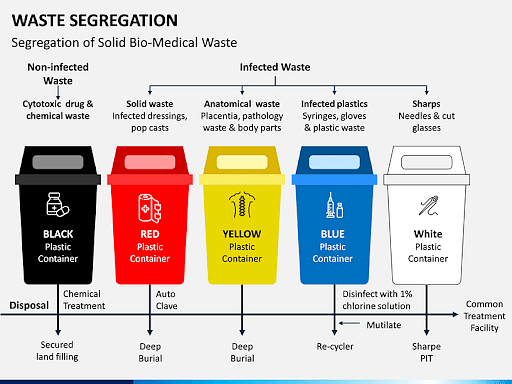 WASTE SEGREGATION
Segregation of Solid Bio-Medical Waste
Non-infected
Waste
Infected Waste
Cytotoxic drug &
chemical waste
Solid waste
Infected dressings,
pop casts
Anatomical waste
Placenta, pathology
waste & body parts
Infected plastics
Syringes, gloves
& plastic waste
Sharps
Needles & cut
glasses
BLACK
Plastic
Container
RED
Plastic
Container
YELLOW
Plastic
Container
BLUE
Plastic
Container
White
Plastic
Container
Disposal
Chemical
Treatment
Auto
Clave
Disinfect with 1%
chlorine solution
Mutilate
Common
Treatment
Facility
Secured
land filling
Deep
Burial
Deep
Burial
Re-cycler
Sharpe
PIT